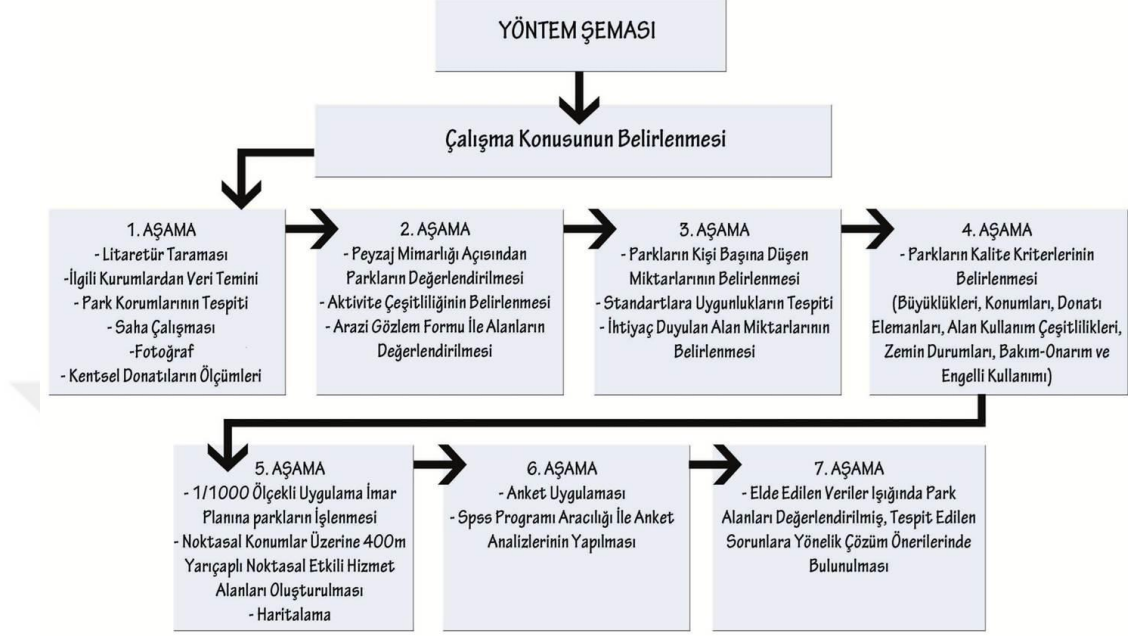 YÖNTEM ŞEMASI
Çalışma Konusunun Belirlenmesi
1. AŞAMA
- Litaretür Taraması
-İlgili Kurumlardan Veri Temini
- Park Korumlarının Tespiti
- Saha Çalışması
-Fotoğraf
- Kentsel Donatıların Ölçümleri
2. AŞAMA
- Peyzaj Mimarlığı Açısından
Parkların Değerlendirilmesi
- Aktivite Çeşitliliğinin Belirlenmesi
- Arazi Gözlem Formu İle Alanların
Değerlendirilmesi
3. AŞAMA
- Parkların Kişi Başına Düşen
Miktarlarının Belirlenmesi
- Standartlara Uygunlukların Tespiti
- İhtiyaç Duyulan Alan Miktarlarının
Belirlenmesi
4. AŞAMA
- Parkların Kalite Kriterlerinin
Belirlenmesi
(Büyüklükleri, Konumları, Donatı
Elemanları, Alan Kullanım Çeşitlilikleri,
Zemin Durumları, Bakım-Onarım ve
Engelli Kullanımı)
5. AŞAMA
- 1/1000 Ölçekli Uygulama İmar
Planına parkların İşlenmesi
- Noktasal Konumlar Üzerine 400m
Yarıçaplı Noktasal Etkili Hizmet
Alanları Oluşturulması
- Haritalama
6. AŞAMA
- Anket Uygulaması
- Spss Programı Aracılığı İle Anket
Analizlerinin Yapılması
7. AŞAMA
- Elde Edilen Veriler Işığında Park
Alanları Değerlendirilmiş, Tespit Edilen
Sorunlara Yönelik Çözüm Önerilerinde
Bulunulması